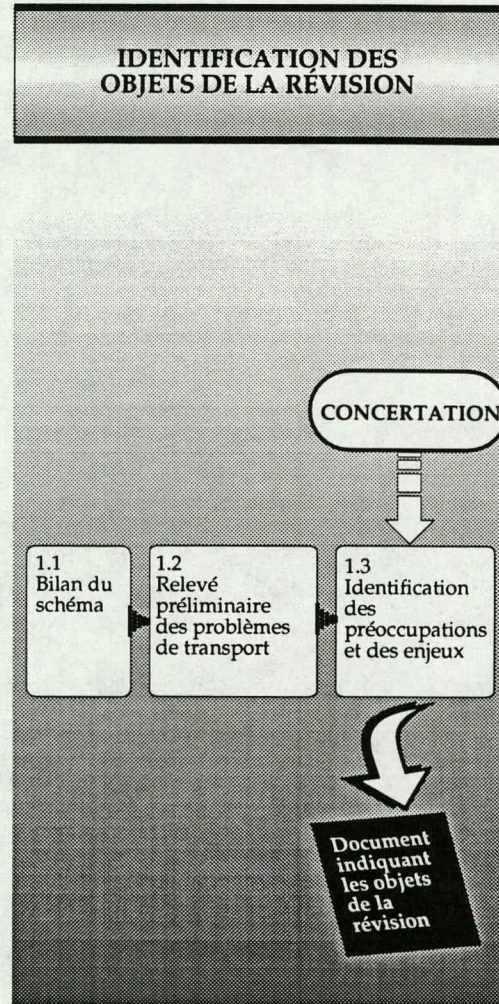 IDENTIFICATION DES
OBJETS DE LA RÉVISION
CONCERTATION
1.1
Bilan du
schéma
1.2
Relevé
préliminaire
des problèmes
de transport
1.3
Identification
des
préoccupations
et des enjeux
Document
indiquant
les objets
de la
révision